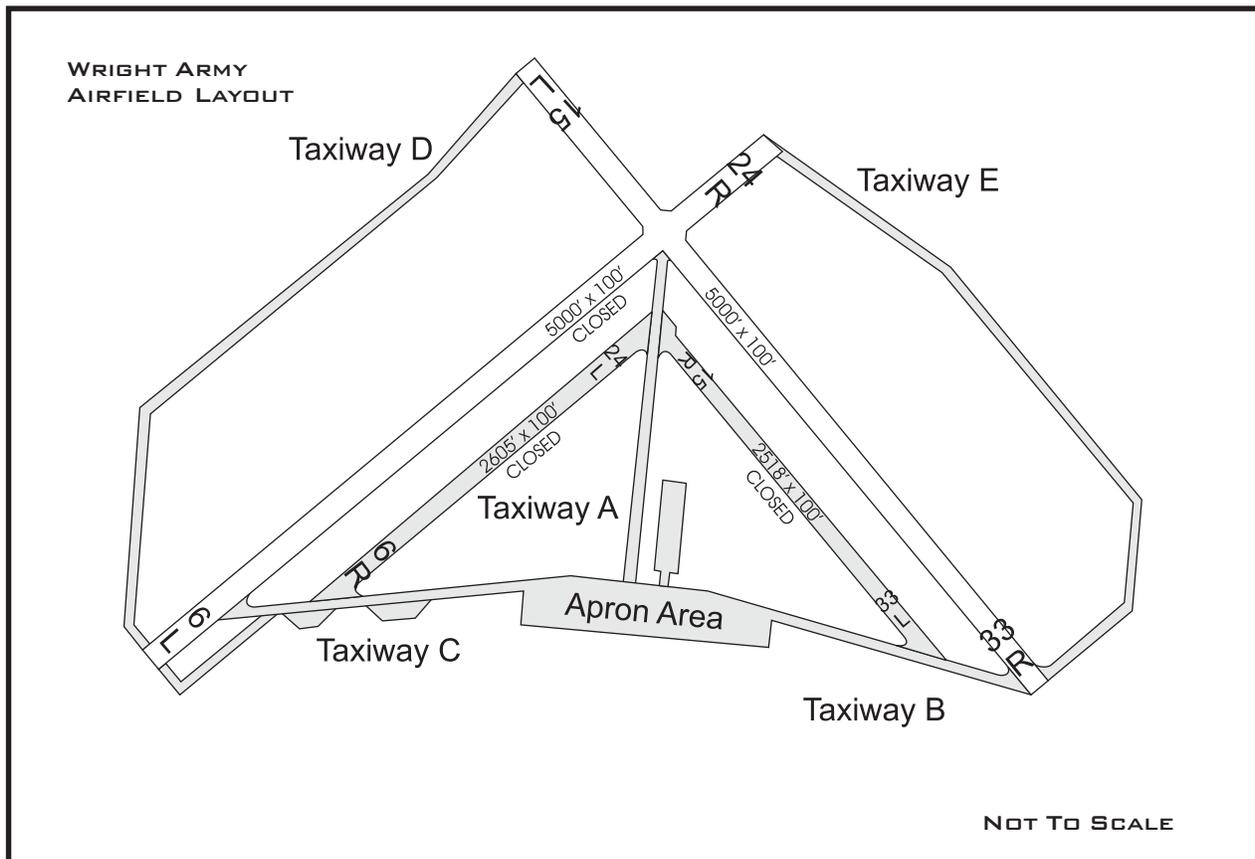 WRIGHT ARMY
AIRFIELD LAYOUT
15
L
24
R
Taxiway D
Taxiway E
5000' x 100'
CLOSED
5000' x 100'
24
L
15
R
2605' x 100'
CLOSED
2518' x 100'
CLOSED
Taxiway A
6
R
6
L
Apron Area
33
L
33
R
Taxiway C
Taxiway B
NOT TO SCALE